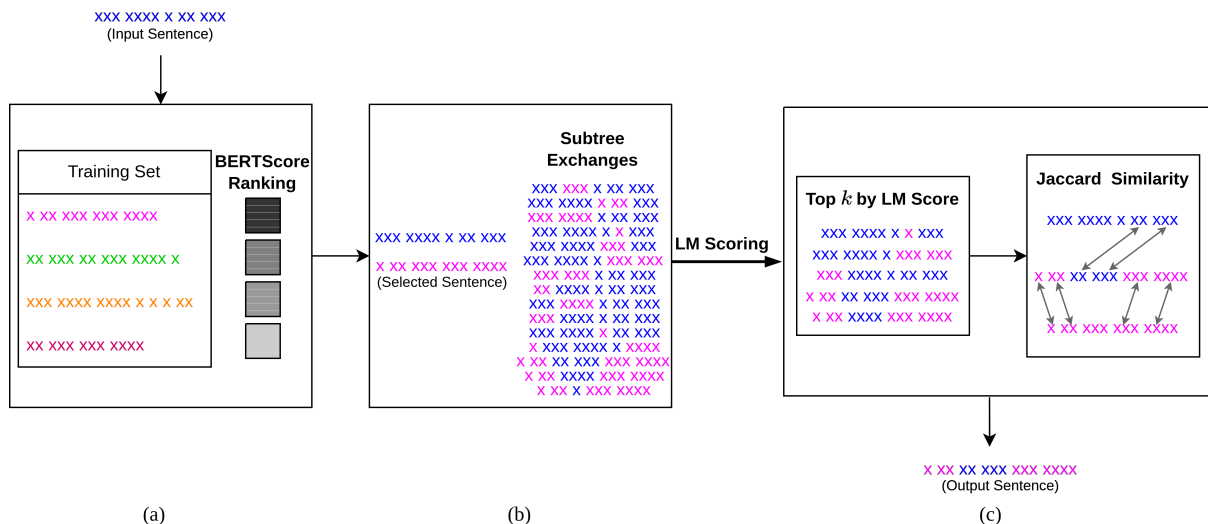 xxx xxxx x xx xxx
(Input Sentence)
Training Set
x xx xxx xxx xxxx
xx xxx xx xxx xxxx x
xxx xxxx xxxx x x x xx
xx xxx xxx xxxx
BERTScore
Ranking
(a)
xxx xxxx x xx xxx
x xx xxx xxx xxxx
(Selected Sentence)
Subtree
Exchanges
xxx xxx x xx xxx
xxx xxxx x xx xxx
xxx xxxx x xx xxx
xxx xxxx x x xxx
xxx xxxx xxx xxx
xxx xxxx x xxx xxx
xxx xxx x xx xxx
xx xxxx x xx xxx
xxx xxxx x xx xxx
xxx xxxx x xx xxx
xxx xxxx x xx xxx
x xxx xxxx x xxxx
x xx xx xxx xxx xxxx
x xx xxxx xxx xxxx
x xx x xxx xxxx
(b)
LM Scoring
Top k by LM Score
xxx xxxx x x xxx
xxx xxxx x xxx xxx
xxx xxxx x xx xxx
x xx xx xxx xxx xxxx
x xx xxxx xxx xxxx
Jaccard Similarity
xxx xxxx x xx xxx
x xx xx xxx xxx xxxx
x xx xxx xxx xxxx
x xx xx xxx xxx xxxx
(Output Sentence)
(c)